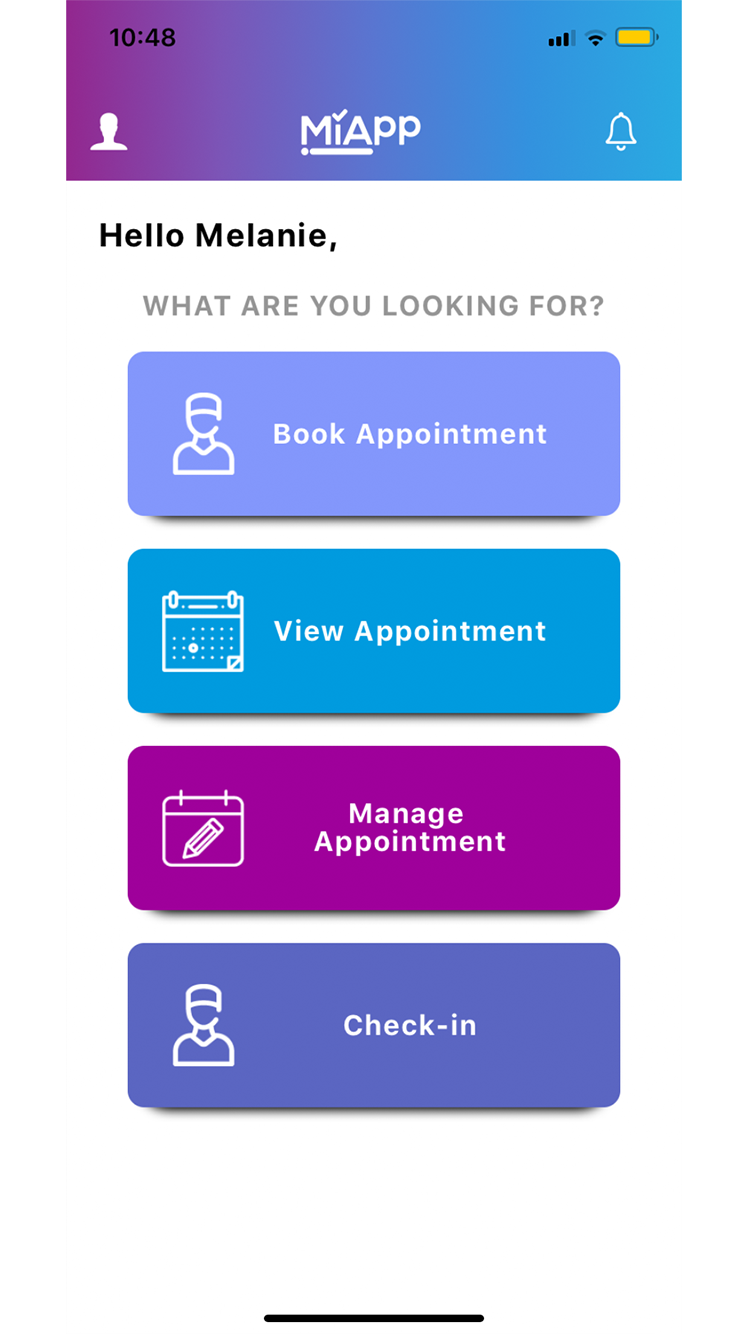 10:48
MiApp
Hello Melanie,
WHAT ARE YOU LOOKING FOR?
Book Appointment
View Appointment
Manage
Appointment
Check-in